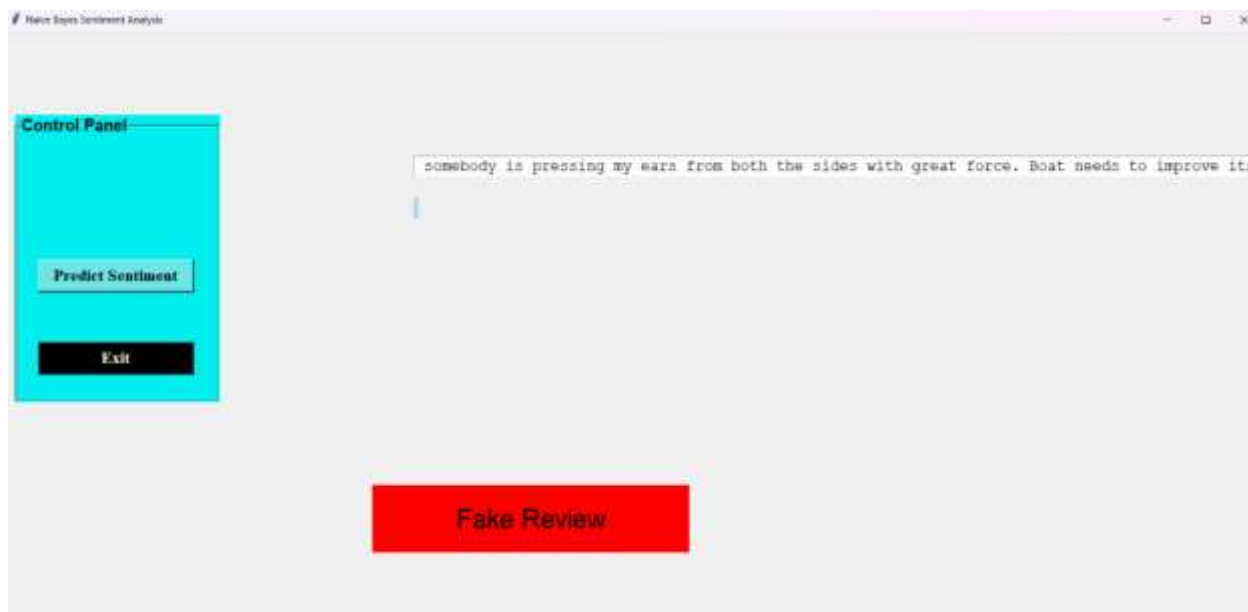 Naive Bayes Sentiment Analysis
Control Panel
somebody is pressing my ears from both the sides with great force. Boat needs to improve it
Predict Sentiment
Exit
Fake Review